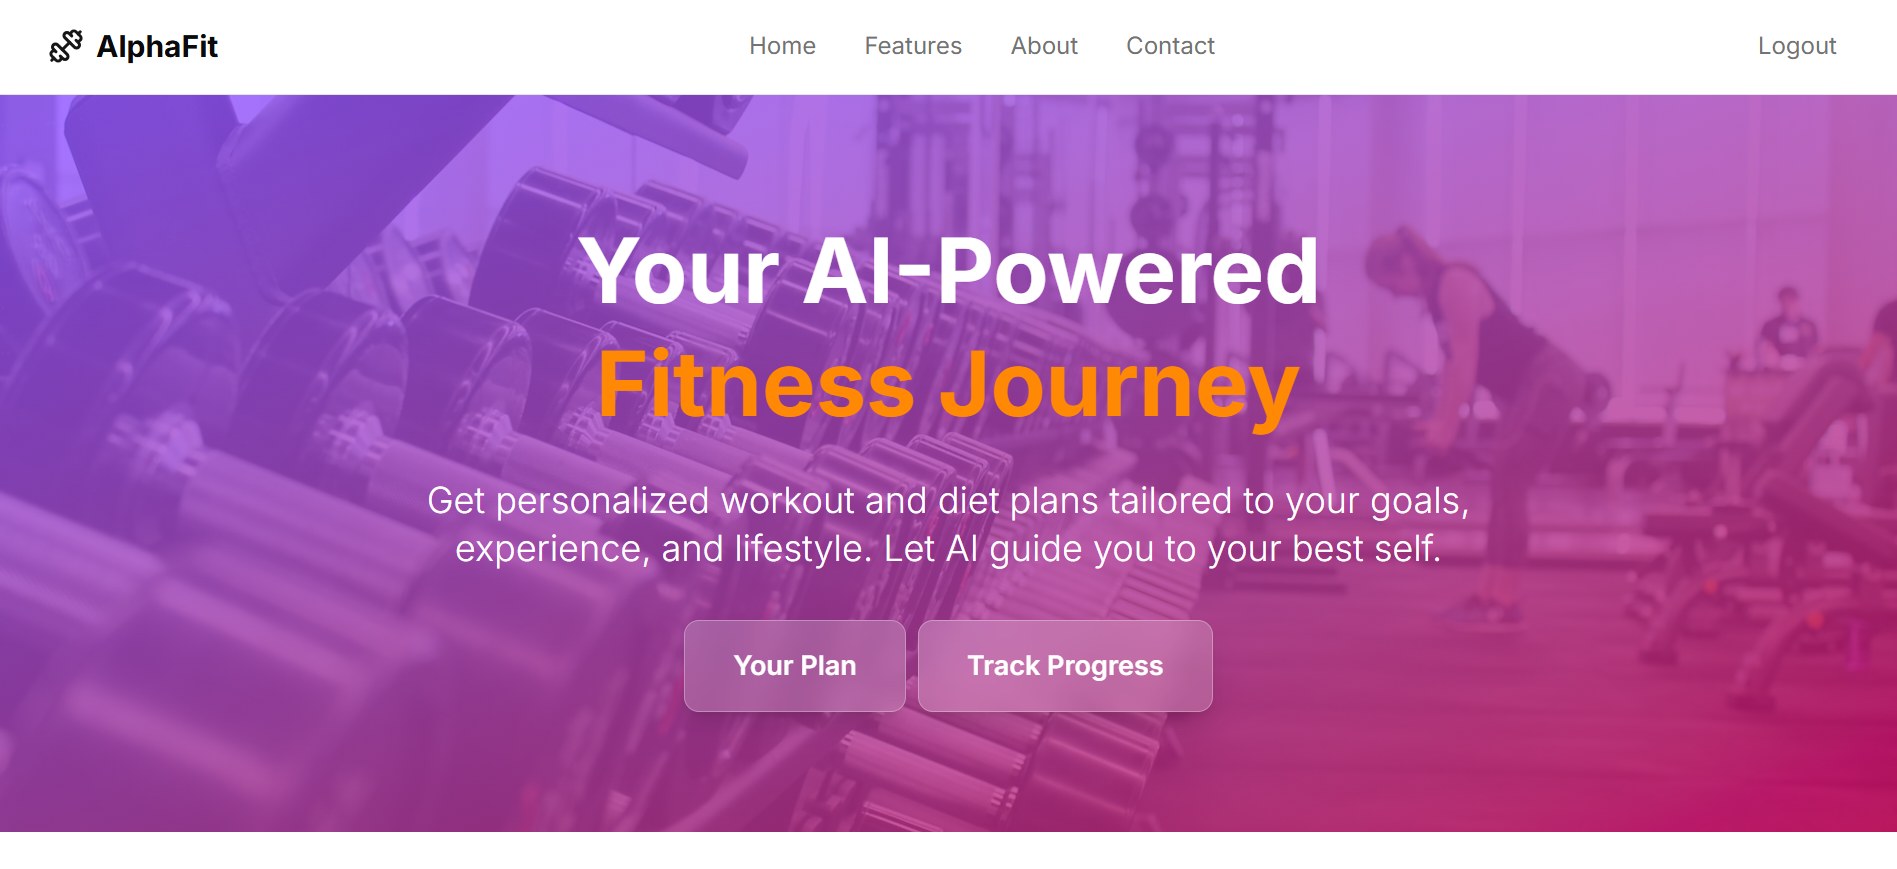 AlphaFit
Home
Features
About
Contact
Logout
Your AI-Powered
Fitness Journey
Get personalized workout and diet plans tailored to your goals,
experience, and lifestyle. Let AI guide you to your best self.
Your Plan
Track Progress